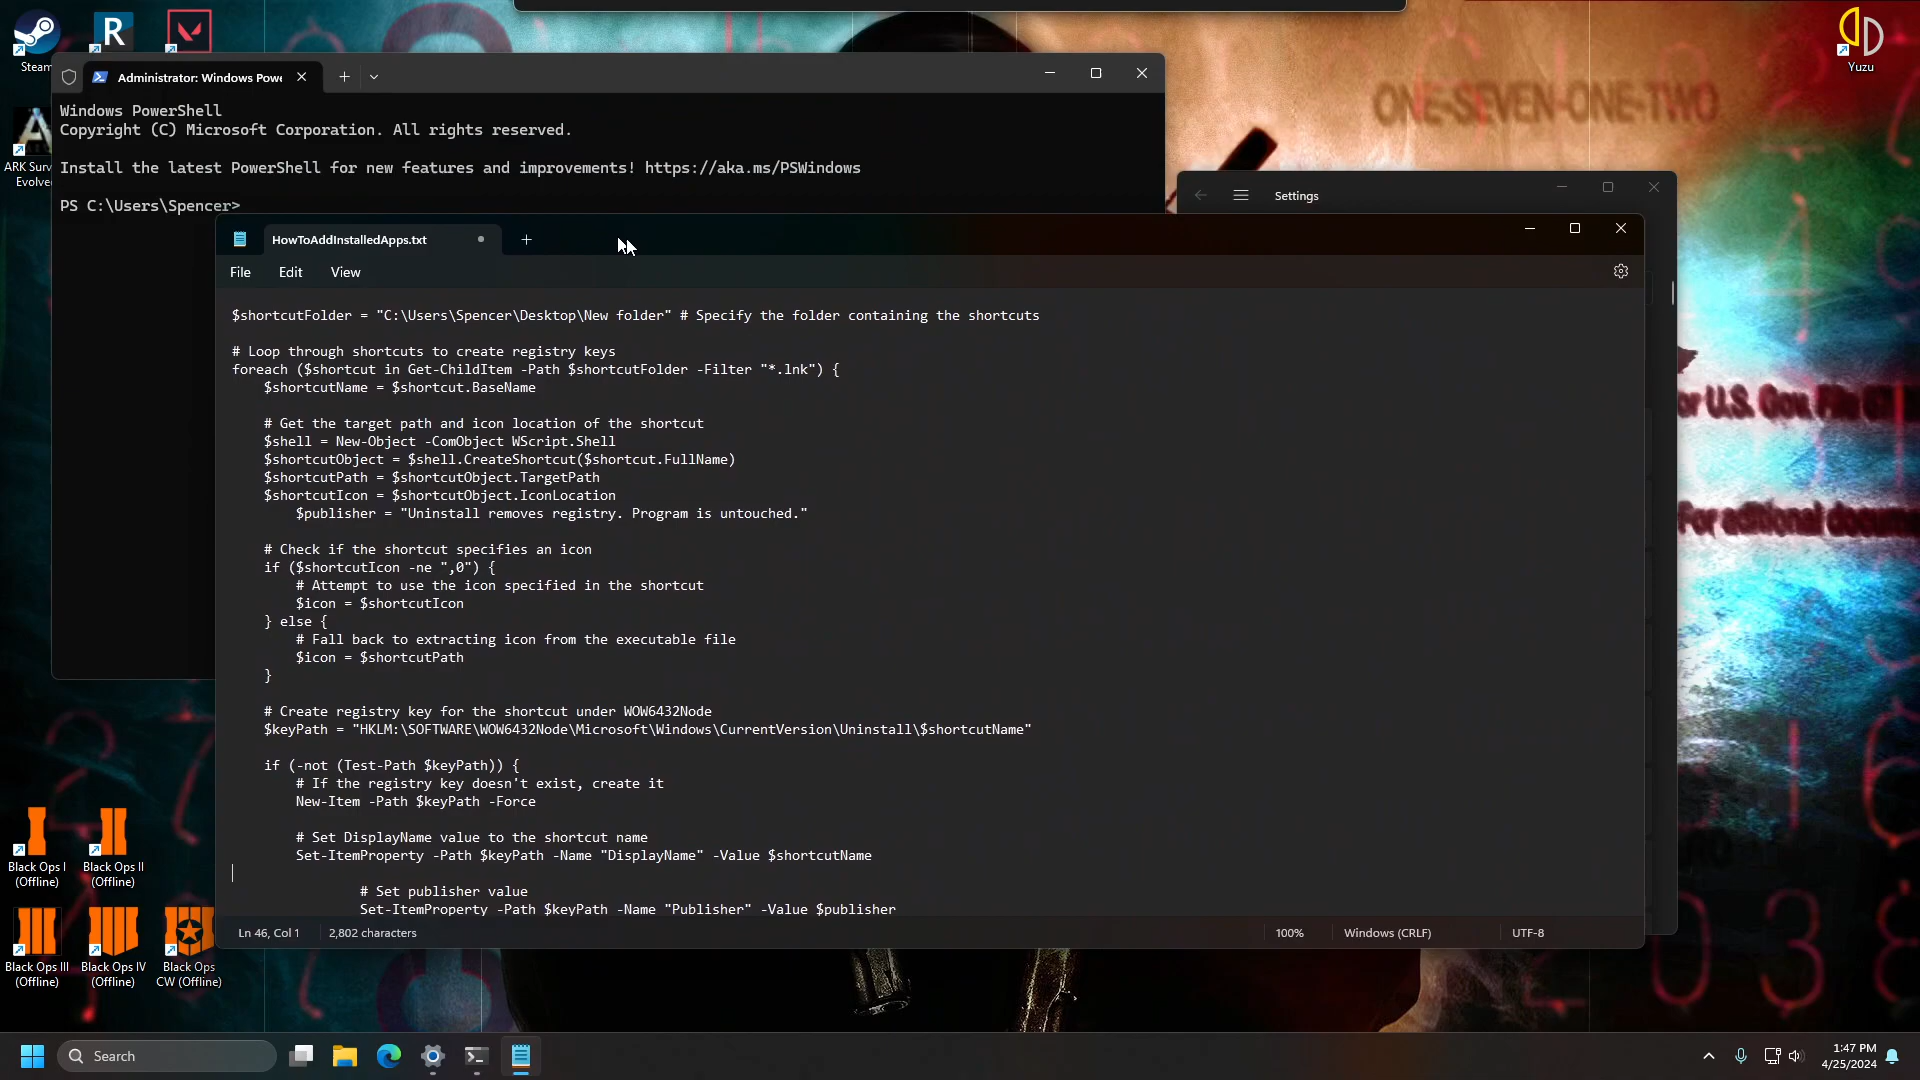 Steam
Yuzu
ARK Surv
Evolve
ONE-SEVEN-ONE-TWO
Administrator: Windows Powe
Windows PowerShell
Copyright (C) Microsoft Corporation. All rights reserved.
Install the latest PowerShell for new features and improvements! https://aka.ms/PSWindows
PS C:\Users\Spencer>
Settings
HowToAddInstalledApps.txt
File Edit View
$shortcutFolder = "C:\Users\Spencer\Desktop\New folder" # Specify the folder containing the shortcuts
# Loop through shortcuts to create registry keys
foreach ($shortcut in Get-ChildItem -Path $shortcutFolder -Filter "*.lnk") {
$shortcutName = $shortcut.BaseName
# Get the target path and icon location of the shortcut
$shell = New-Object -ComObject WScript.Shell
$shortcutObject = $shell.CreateShortcut($shortcut.FullName)
$shortcutPath = $shortcutObject.TargetPath
$shortcutIcon = $shortcutObject.IconLocation
$publisher = "Uninstall removes registry. Program is untouched."
# Check if the shortcut specifies an icon
if ($shortcutIcon -ne ",0") {
# Attempt to use the icon specified in the shortcut
$icon = $shortcutIcon
} else {
# Fall back to extracting icon from the executable file
$icon = $shortcutPath
}
# Create registry key for the shortcut under WOW6432Node
$keyPath = "HKLM:\SOFTWARE\WOW6432Node\Microsoft\Windows\CurrentVersion\Uninstall\$shortcutName"
if (-not (Test-Path $keyPath)) {
# If the registry key doesn't exist, create it
New-Item -Path $keyPath -Force
# Set DisplayName value to the shortcut name
Set-ItemProperty -Path $keyPath -Name "DisplayName" -Value $shortcutName
# Set publisher value
Set-ItemProperty -Path $keyPath -Name "Publisher" -Value $publisher
Ln 46, Col 1 2,802 characters 100% Windows (CRLF) UTF-8
or U.S. Gov.
For aditional docume
Black Ops I
(Offline)
Black Ops II
(Offline)
Black Ops III
(Offline)
Black Ops IV
(Offline)
Black Ops
CW (Offline)
Search
1:47 PM
4/25/2024